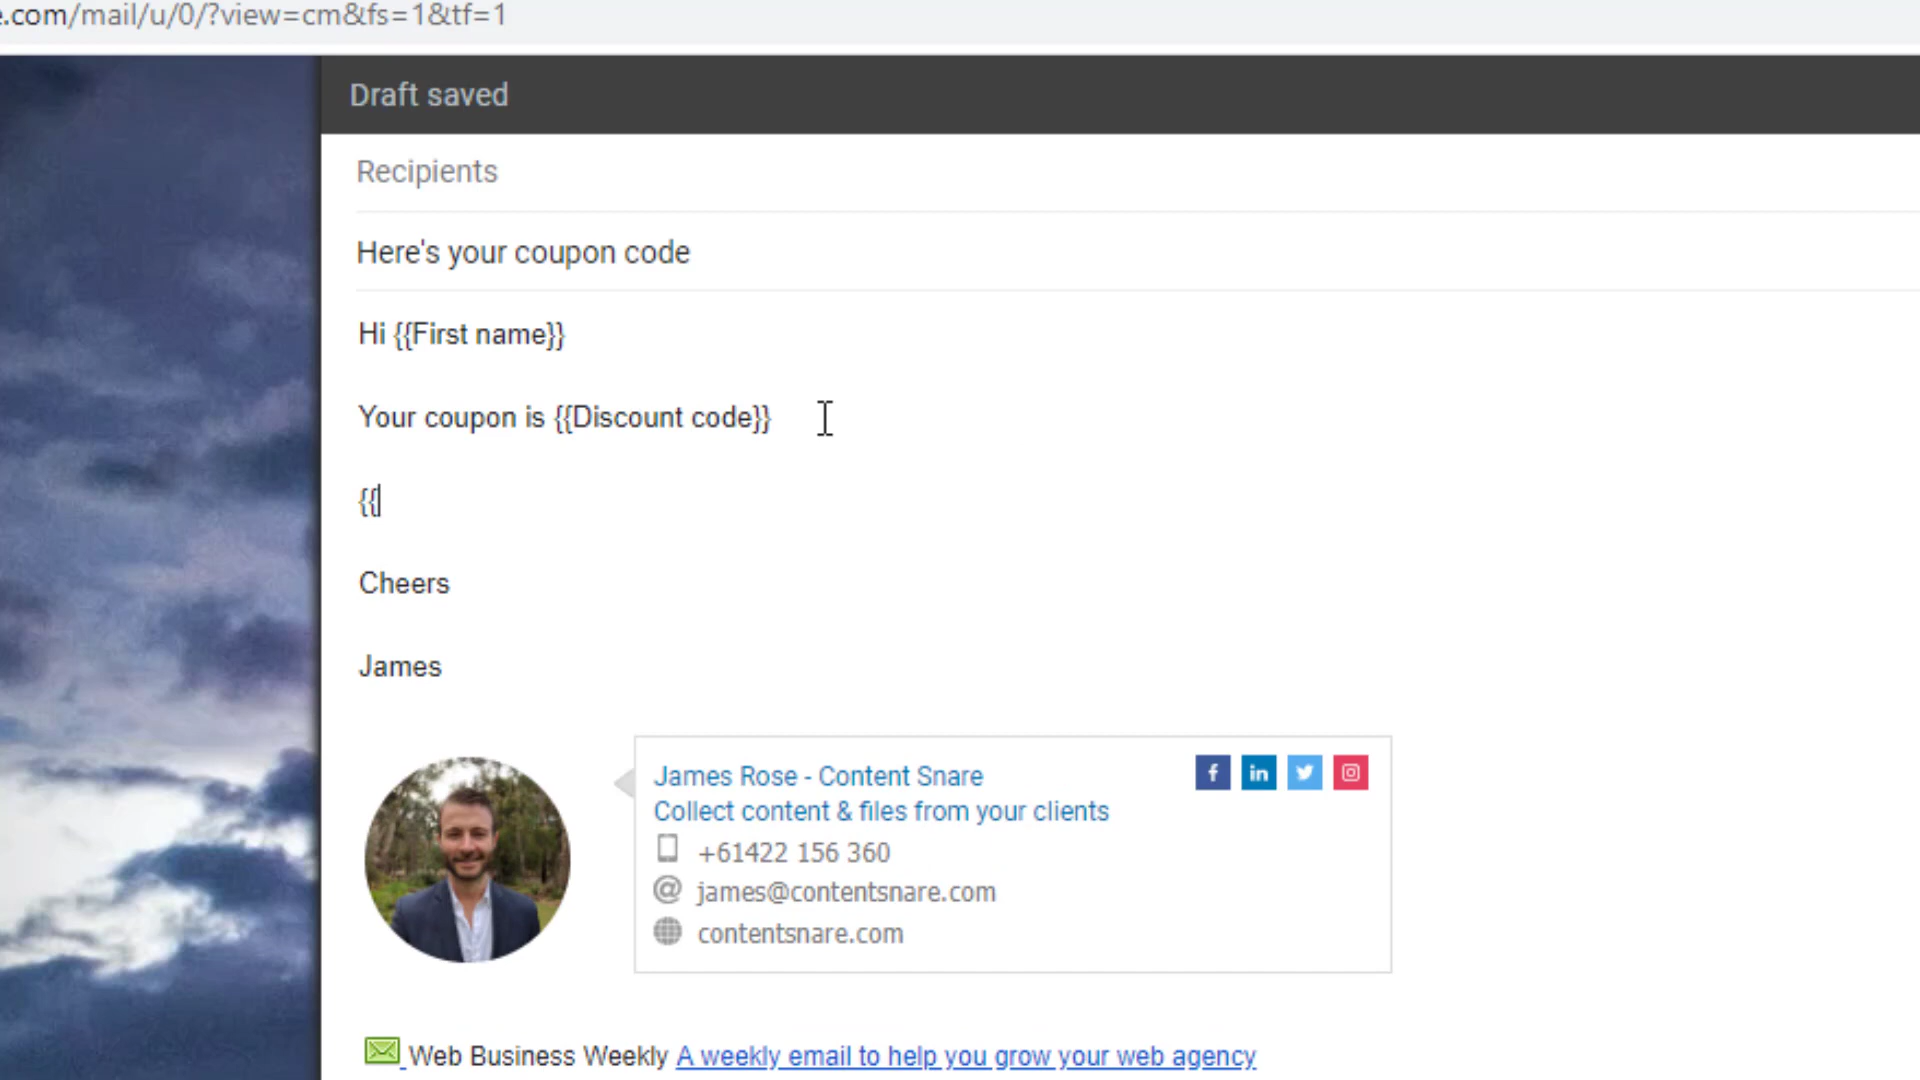 .com/mail/u/0/?view=cm&fs=1&tf=1
Draft saved
Recipients
Here's your coupon code
Hi {{First name}}
Your coupon is {{Discount code}}
{{
Cheers
James
James Rose - Content Snare
Collect content & files from your clients
+61422 156 360
james@contentsnare.com
contentsnare.com
Web Business Weekly A weekly email to help you grow your web agency